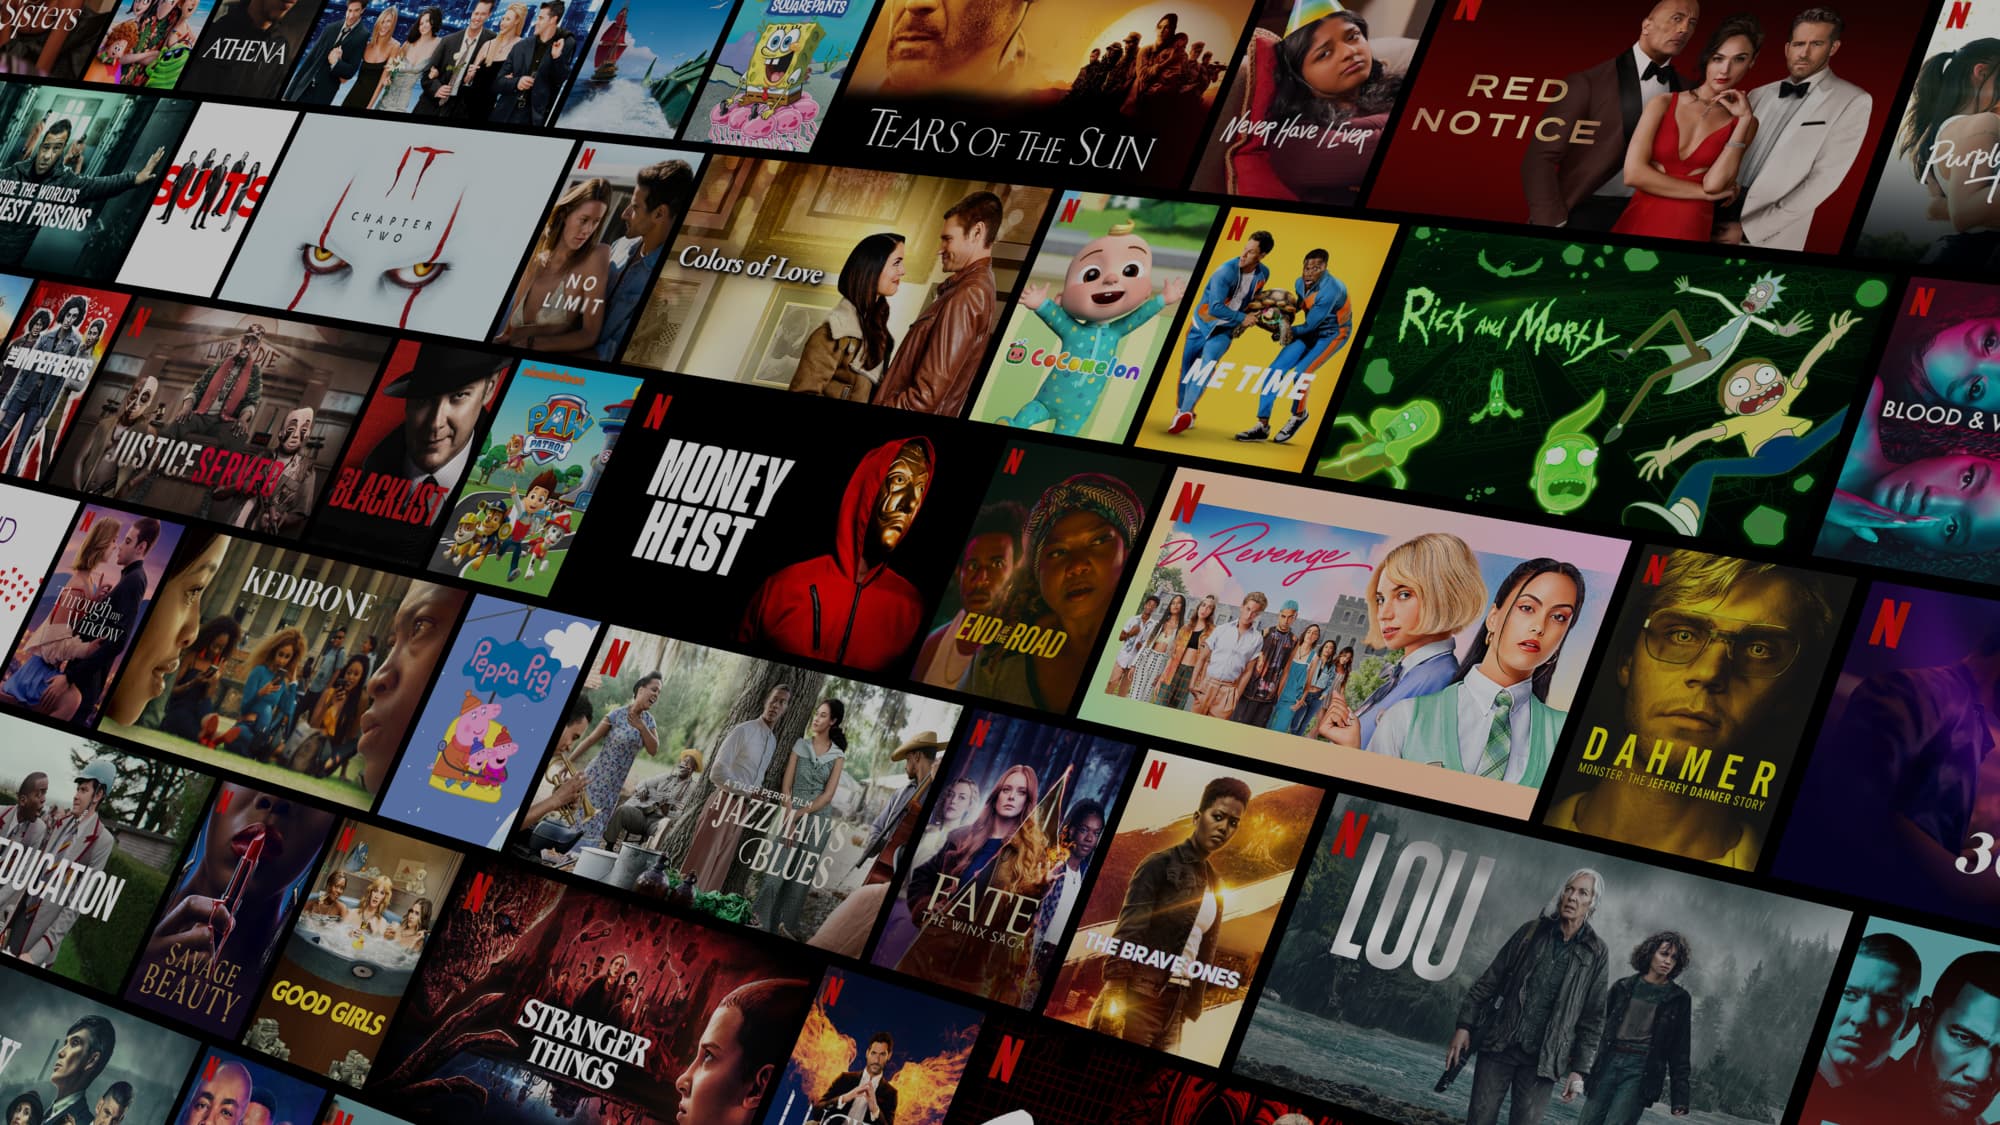 Sisters
ATHENA
SQUAREPANTS
TEARS OF THE SUN
Never Have I Ever
RED
NOTICE
N
N
N
SIDE THE WORLD'S
SUITS
IT
CHAPTER
TWO
N
NO
LIMIT
Colors of Love
N
CoComelon
N
ME TIME
RICK AND MORTY
N
BLOOD & W
THE IMPERFECTS
N
LIVE DIE
JUSTICE SERVED
BLACKLIST
nickelodeon
PAW
PATROL
N
MONEY
HEIST
N
END OF THE ROAD
N
Do Revenge
N
DAHMER
MONSTER: THE JEFFREY DAHMER STORY
N
D
N
Through my
Window
KEDIBONE
Peppa Pig
N
A TYLER PERRY FILM
A JAZZMAN'S
BLUES
N
FATE
THE WINX SAGA
N
THE BRAVE ONES
N
LOU
3
EDUCATION
N
SAVAGE
BEAUTY
N
GOOD GIRLS
N
STRANGER
THINGS
N
N
N
N